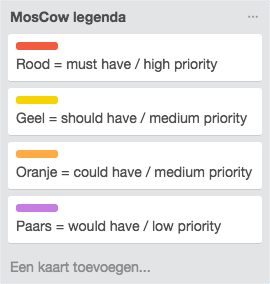 MosCow legenda
Rood = must have / high priority
Geel = should have / medium priority
Oranje = could have / medium priority
Paars = would have / low priority
Een kaart toevoegen...